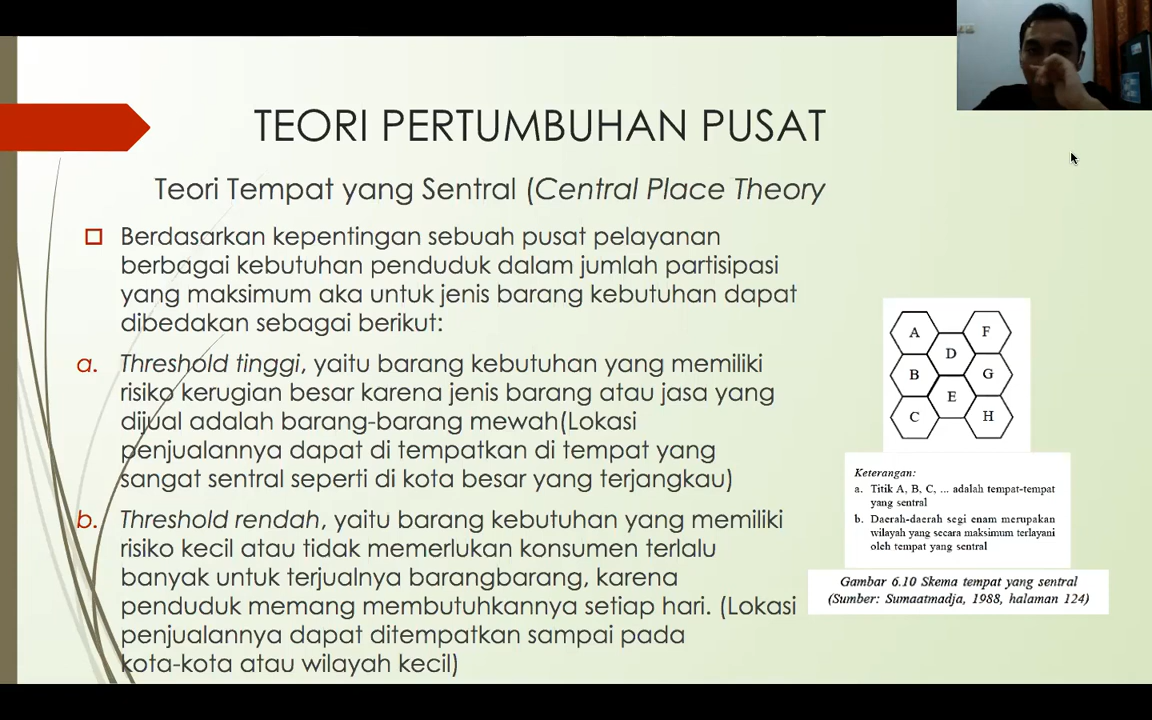 TEORI PERTUMBUHAN PUSAT
Teori Tempat yang Sentral (Central Place Theory
Berdasarkan kepentingan sebuah pusat pelayanan
berbagai kebutuhan penduduk dalam jumlah partisipasi
yang maksimum aka untuk jenis barang kebutuhan dapat
dibedakan sebagai berikut:
a. Threshold tinggi, yaitu barang kebutuhan yang memiliki
risiko kerugian besar karena jenis barang atau jasa yang
dijual adalah barang-barang mewah(Lokasi
penjualannya dapat di tempatkan di tempat yang
sangat sentral seperti di kota besar yang terjangkau)
b. Threshold rendah, yaitu barang kebutuhan yang memiliki
risiko kecil atau tidak memerlukan konsumen terlalu
banyak untuk terjualnya barangbarang, karena
penduduk memang membutuhkannya setiap hari. (Lokasi
penjualannya dapat ditempatkan sampai pada
kota-kota atau wilayah kecil)
A
F
D
B
G
E
C
H
Keterangan:
a. Titik A, B, C, ... adalah tempat-tempat
yang sentral
b. Daerah-daerah segi enam merupakan
wilayah yang secara maksimum terlayani
oleh tempat yang sentral
Gambar 6.10 Skema tempat yang sentral
(Sumber: Sumaatmadja, 1988, halaman 124)